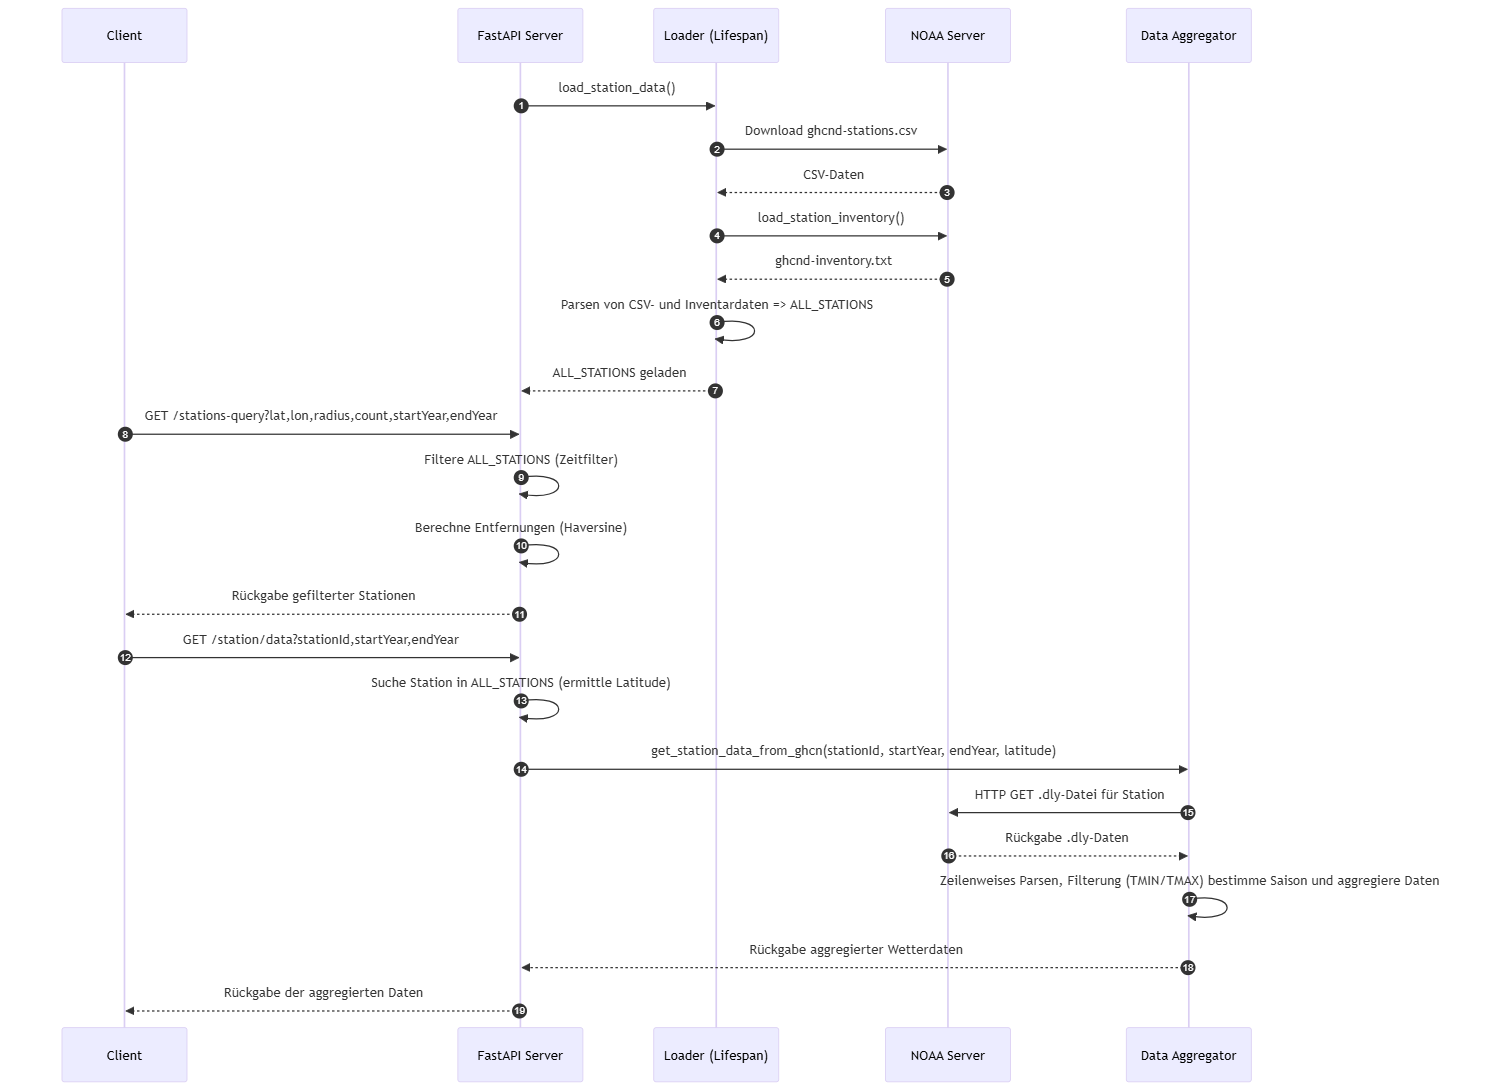 Client
FastAPI Server
Loader (Lifespan)
NOAA Server
Data Aggregator
load_station_data()
1
Download ghcnd-stations.csv
2
CSV-Daten
3
load_station_inventory()
4
ghcnd-inventory.txt
5
Parsen von CSV- und Inventardaten => ALL_STATIONS
6
ALL_STATIONS geladen
7
GET /stations-query?lat,lon,radius,count,startYear,endYear
8
Filtere ALL_STATIONS (Zeitfilter)
9
Berechne Entfernungen (Haversine)
10
Rückgabe gefilterter Stationen
11
GET /station/data?stationId,startYear,endYear
12
Suche Station in ALL_STATIONS (ermittle Latitude)
13
get_station_data_from_ghcn(stationId, startYear, endYear, latitude)
14
HTTP GET .dly-Datei für Station
15
Rückgabe .dly-Daten
16
Zeilenweises Parsen, Filterung (TMIN/TMAX) bestimme Saison und aggregiere Daten
17
Rückgabe aggregierter Wetterdaten
18
Rückgabe der aggregierten Daten
19
Client
FastAPI Server
Loader (Lifespan)
NOAA Server
Data Aggregator